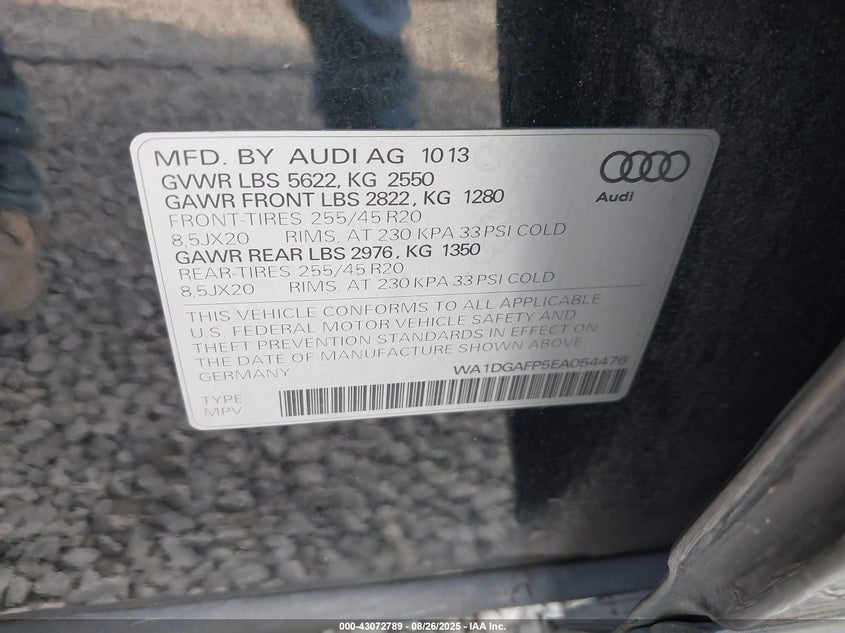 MFD. BY AUDI AG 10 13
GVWR LBS 5622, KG 2550
GAWR FRONT LBS 2822, KG 1280
FRONT-TIRES 255/45 R20
8,5JX20 RIMS, AT 230 KPA 33 PSI COLD
GAWR REAR LBS 2976, KG 1350
REAR-TIRES 255/45 R20
8,5JX20 RIMS, AT 230 KPA 33 PSI COLD
Audi
THIS VEHICLE CONFORMS TO ALL APPLICABLE
U.S. FEDERAL MOTOR VEHICLE SAFETY AND
THEFT PREVENTION STANDARDS IN EFFECT ON
THE DATE OF MANUFACTURE SHOWN ABOVE
GERMANY WA1DGAFP5EA054476
TYPE
MPV
000-43072789 - 08/26/2025 - IAA Inc.